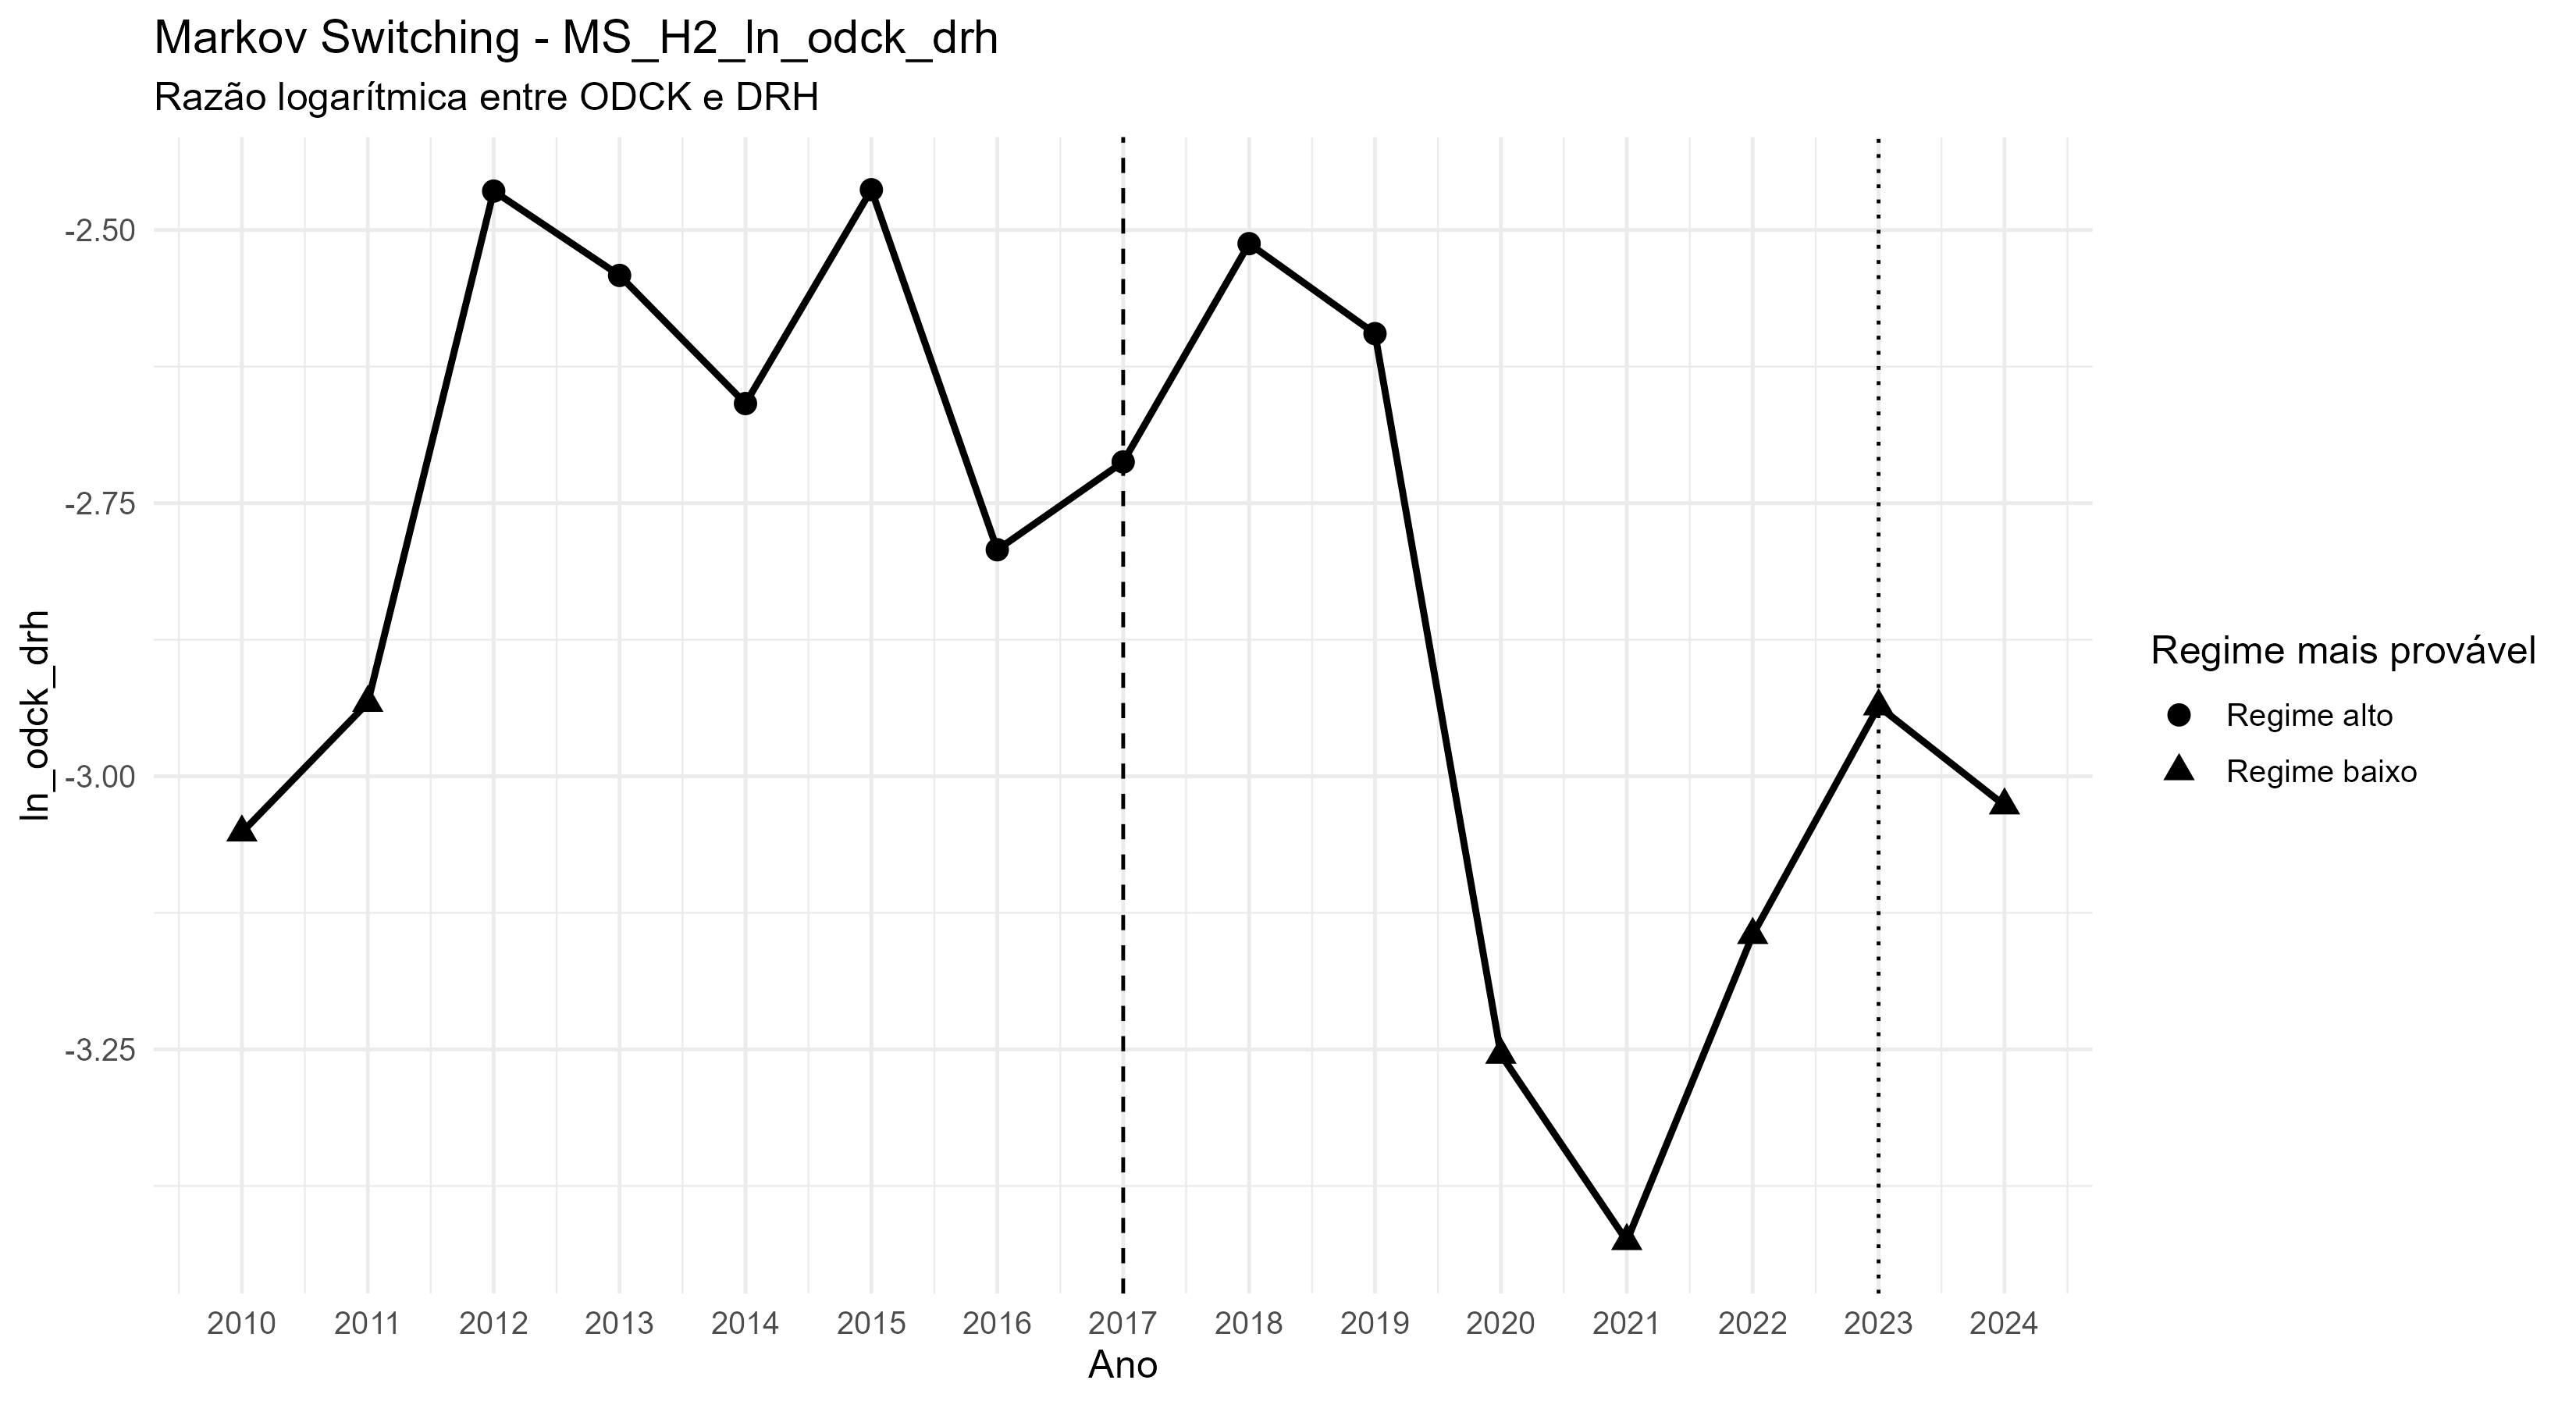 Markov Switching - MS_H2_ln_odck_drh
Razão logarítmica entre ODCK e DRH
ln_odck_drh
-2.50
-2.75
-3.00
-3.25
2010 2011 2012 2013 2014 2015 2016 2017 2018 2019 2020 2021 2022 2023 2024
Ano
Regime mais provável
Regime alto
Regime baixo